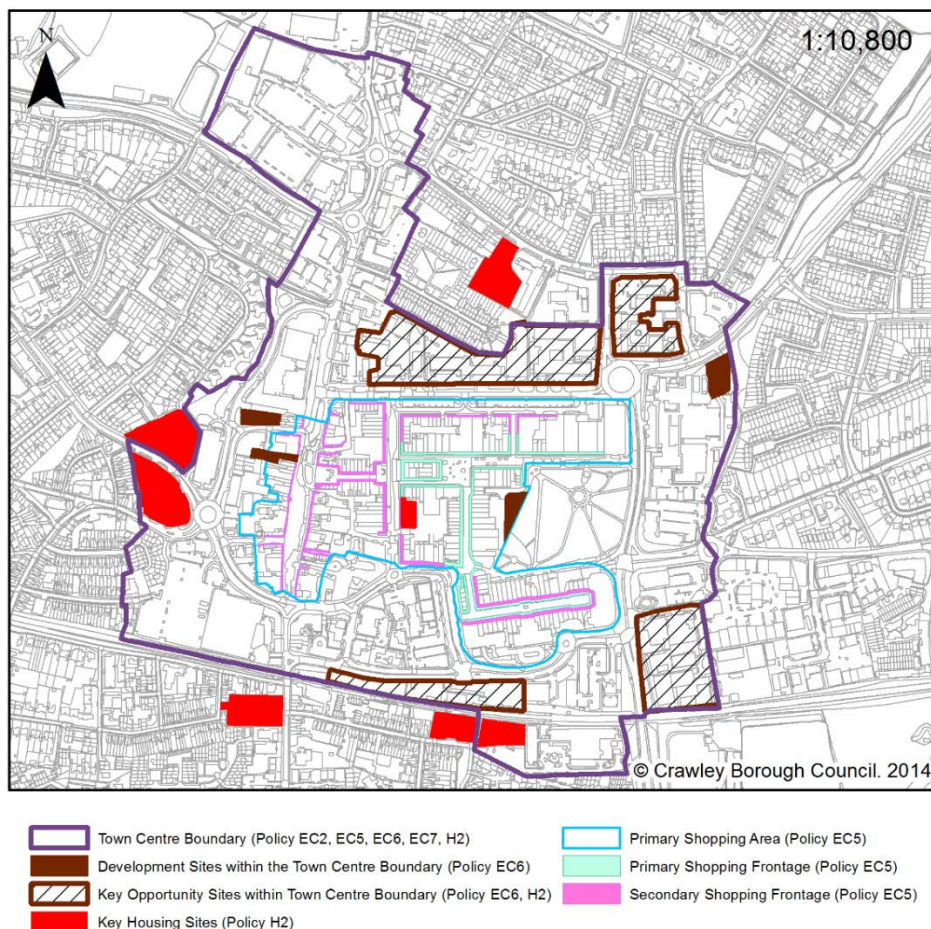 N
1:10,800
© Crawley Borough Council. 2014
Town Centre Boundary (Policy EC2, EC5, EC6, EC7, H2)
Development Sites within the Town Centre Boundary (Policy EC6)
Key Opportunity Sites within Town Centre Boundary (Policy EC6, H2)
Key Housing Sites (Policy H2)
Primary Shopping Area (Policy EC5)
Primary Shopping Frontage (Policy EC5)
Secondary Shopping Frontage (Policy EC5)